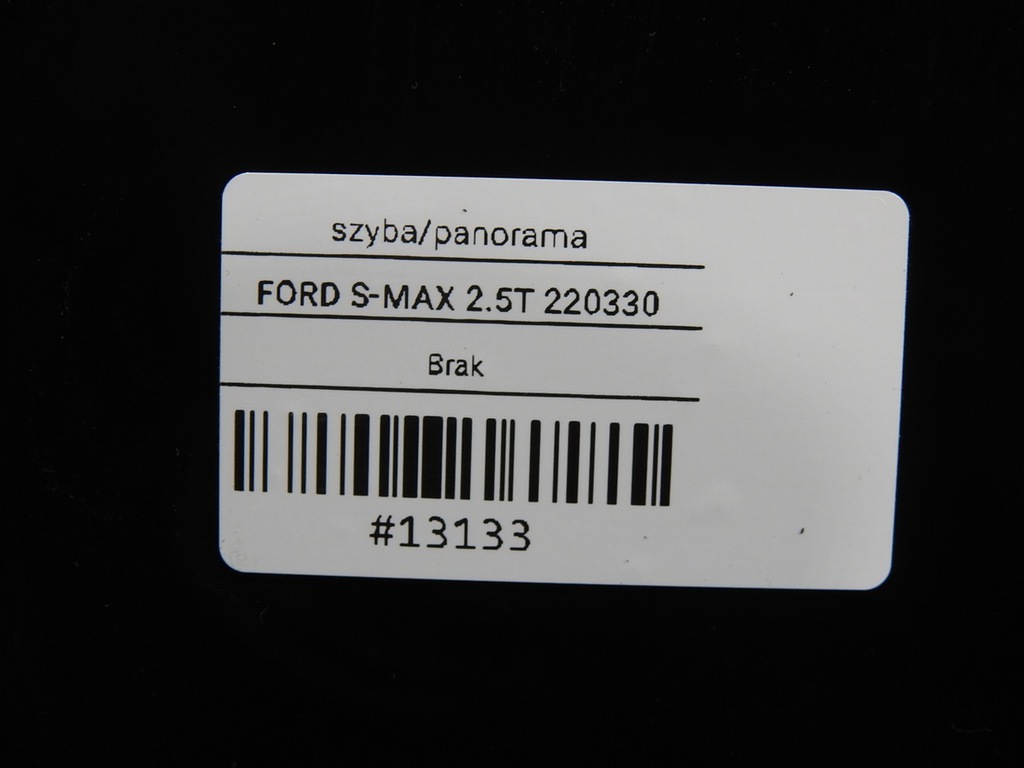 szyba/panorama
FORD S-MAX 2.5T 220330
Brak
#13133